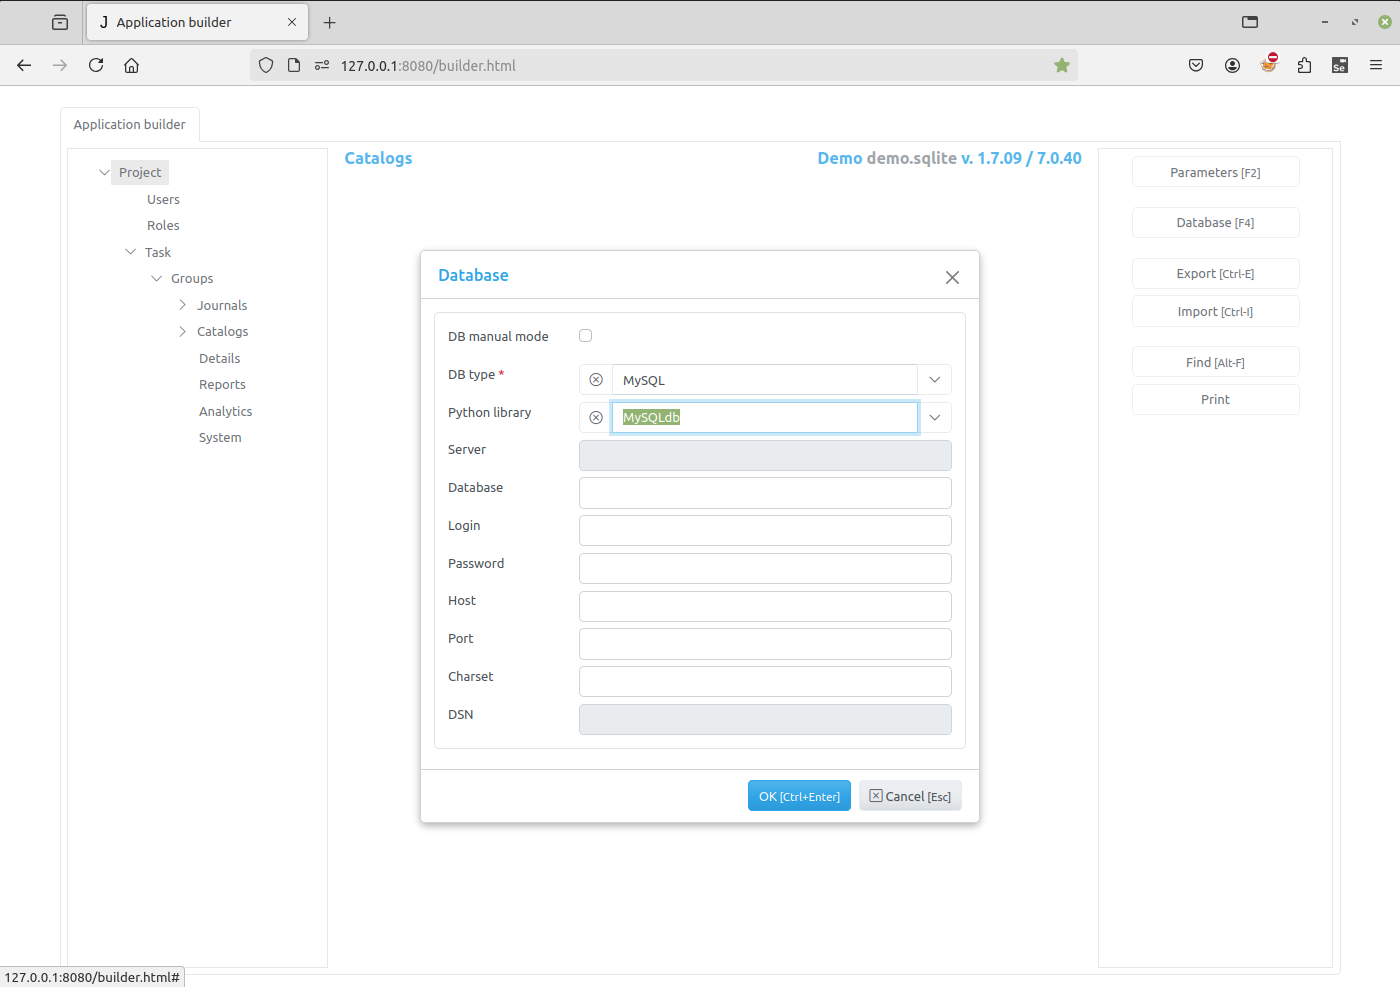 J Application builder
127.0.0.1:8080/builder.html
Se
Application builder
Project
Users
Roles
Task
Groups
Journals
Catalogs
Details
Reports
Analytics
System
Catalogs
Demo demo.sqlite v. 1.7.09 / 7.0.40
Parameters [F2]
Database [F4]
Export [Ctrl-E]
Import [Ctrl-I]
Find [Alt-F]
Print
Database
DB manual mode
DB type *
MySQL
Python library
MySQLdb
Server
Database
Login
Password
Host
Port
Charset
DSN
OK [Ctrl+Enter]
Cancel [Esc]
127.0.0.1:8080/builder.html#